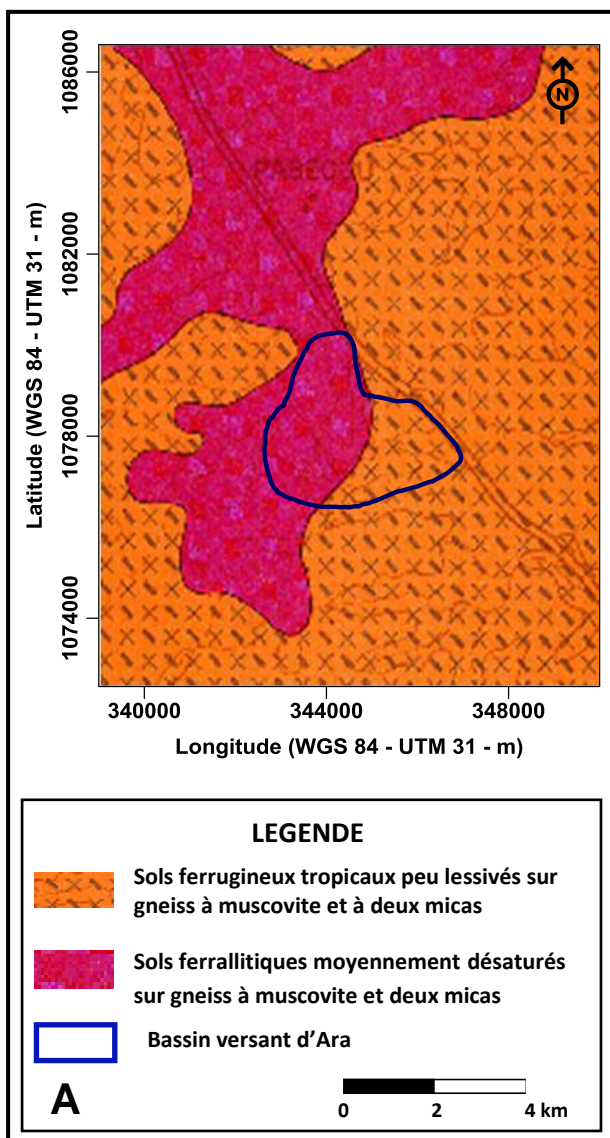 N
PABEGOU
1086000
1082000
1078000
1074000
Latitude (WGS 84 - UTM 31 - m)
340000 344000 348000
Longitude (WGS 84 - UTM 31 - m)
LEGENDE
Sols ferrugineux tropicaux peu lessivés sur
gneiss à muscovite et à deux micas
Sols ferrallitiques moyennement désaturés
sur gneiss à muscovite et deux micas
Bassin versant d’Ara
A
0 2 4 km